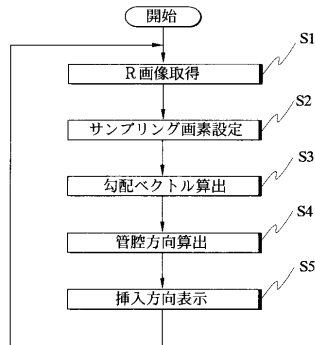 開始
R画像取得
S1
サンプリング画素設定
S2
勾配ベクトル算出
S3
管腔方向算出
S4
挿入方向表示
S5